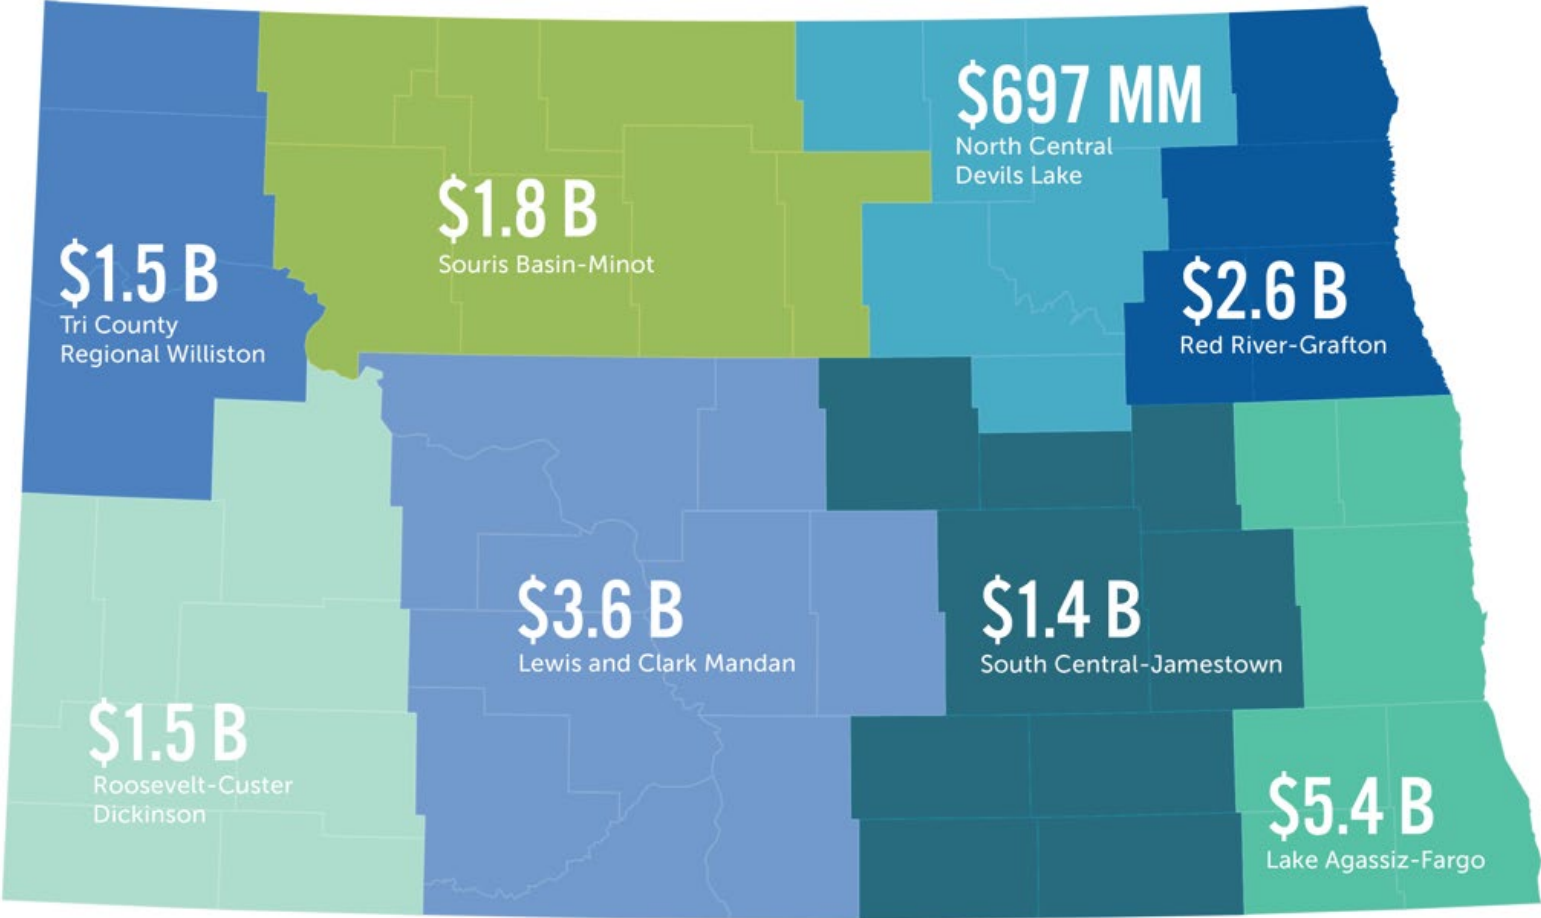 $697 MM
North Central
Devils Lake
$1.8 B
Souris Basin-Minot
$1.5 B
Tri County
Regional Williston
$2.6 B
Red River-Grafton
$3.6 B
Lewis and Clark Mandan
$1.4 B
South Central-Jamestown
$1.5 B
Roosevelt-Custer
Dickinson
$5.4 B
Lake Agassiz-Fargo